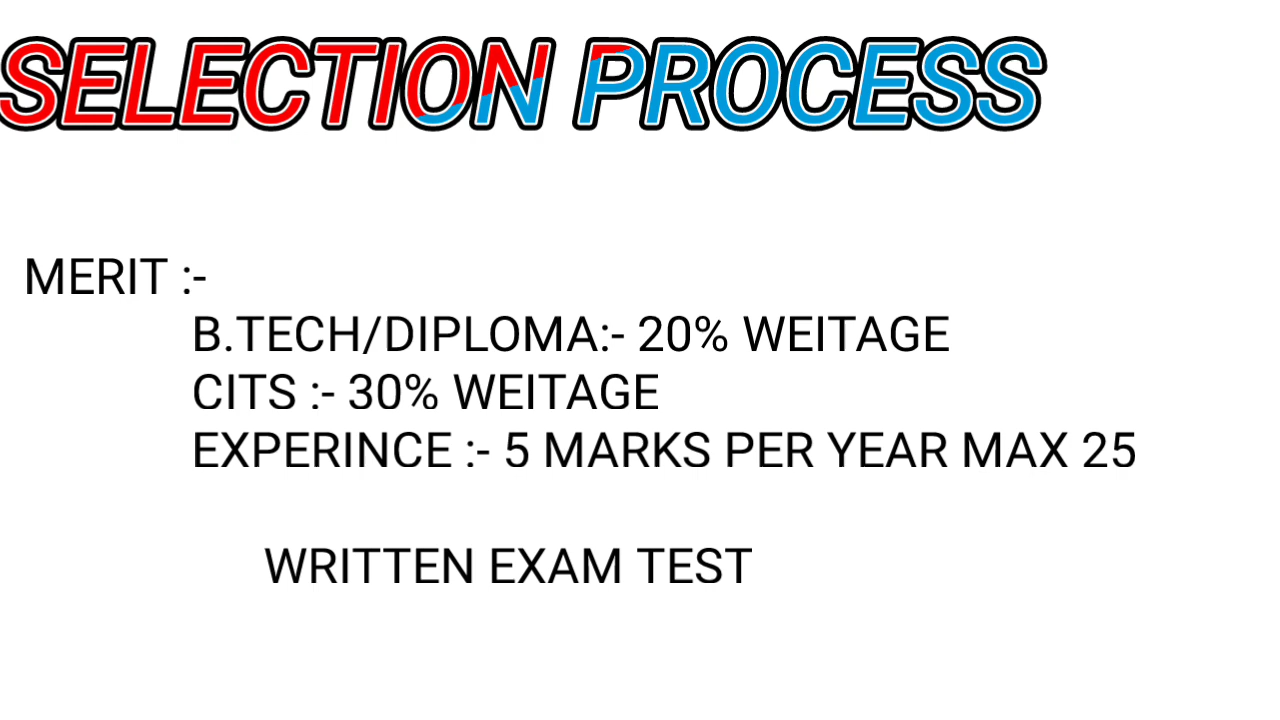 SELECTION PROCESS
MERIT :-
B.TECH/DIPLOMA:- 20% WEITAGE
CITS :- 30% WEITAGE
EXPERINCE :- 5 MARKS PER YEAR MAX 25
WRITTEN EXAM TEST